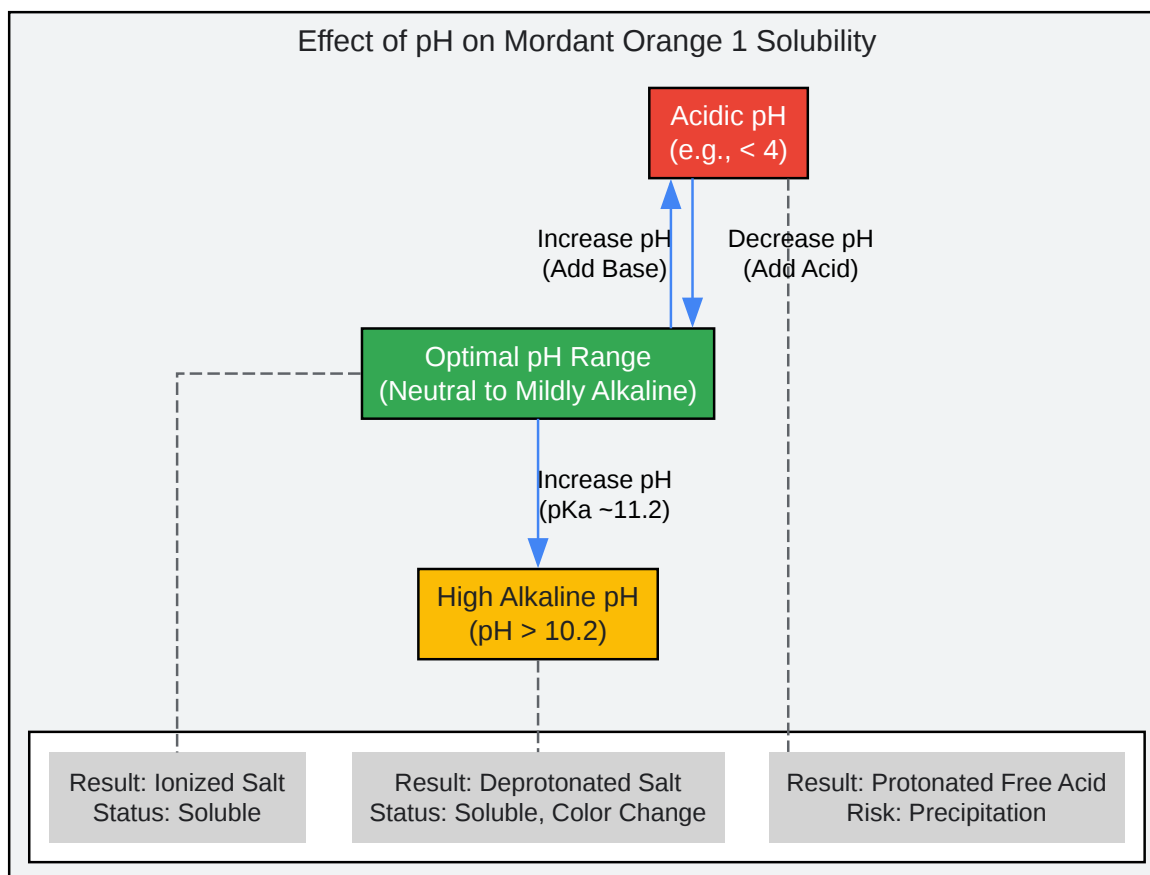 Effect of pH on Mordant Orange 1 Solubility
Acidic pH
(e.g., < 4)
Increase pH
(Add Base)
Decrease pH
(Add Acid)
Optimal pH Range
(Neutral to Mildly Alkaline)
Increase pH
(pKa ~11.2)
High Alkaline pH
(pH > 10.2)
Result: Ionized Salt
Status: Soluble
Result: Deprotonated Salt
Status: Soluble, Color Change
Result: Protonated Free Acid
Risk: Precipitation